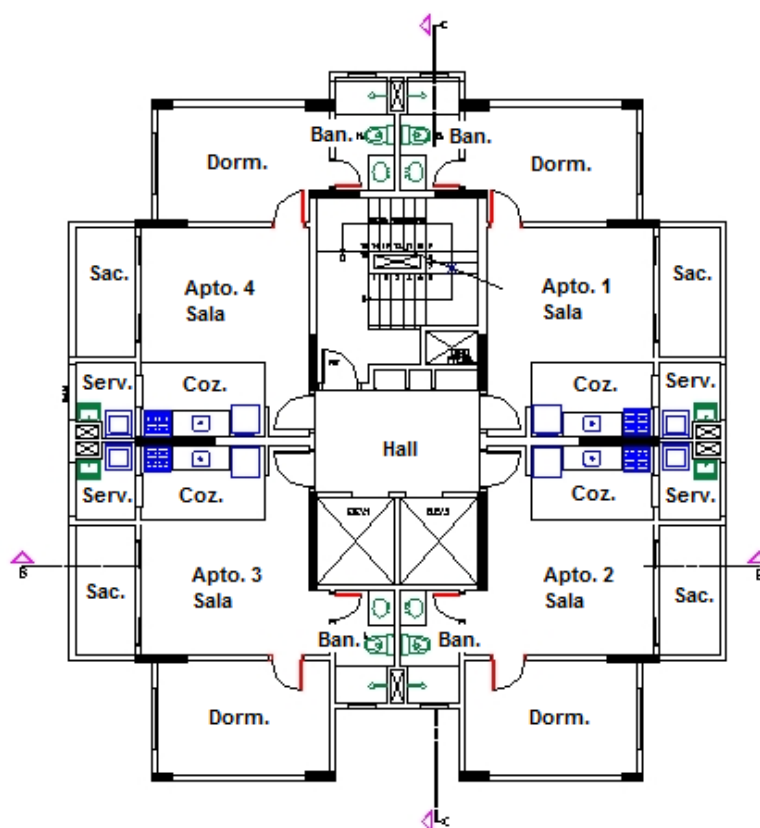 C
Ban.
Ban.
Dorm.
Dorm.
Sac.
Apto. 4
Sala
Apto. 1
Sala
Sac.
Serv.
Coz.
Coz.
Serv.
Hall
Serv.
Coz.
Coz.
Serv.
B
Sac.
Apto. 3
Sala
Apto. 2
Sala
Sac.
B
Ban.
Ban.
Dorm.
Dorm.
C